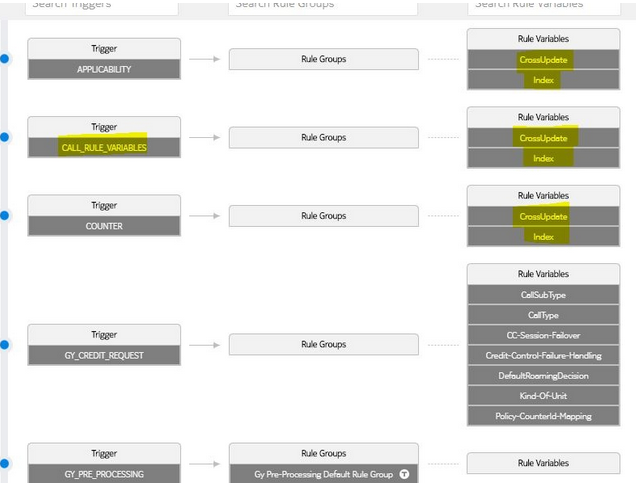 Search Triggers Search Rule Groups Search Rule Variables
Trigger Rule Variables
APPLICABILITY Rule Groups CrossUpdate
Index
Trigger Rule Variables
CALL_RULE_VARIABLES Rule Groups CrossUpdate
Index
Trigger Rule Variables
COUNTER Rule Groups CrossUpdate
Index
Rule Variables
CallSubType
CallType
Trigger Rule Groups CC-Session-Failover
GY_CREDIT_REQUEST Credit-Control-Failure-Handling
DefaultRoamingDecision
Kind-Of-Unit
Policy-CounterId-Mapping
Trigger Rule Groups Rule Variables
GY_PRE_PROCESSING Gy Pre-Processing Default Rule Group T